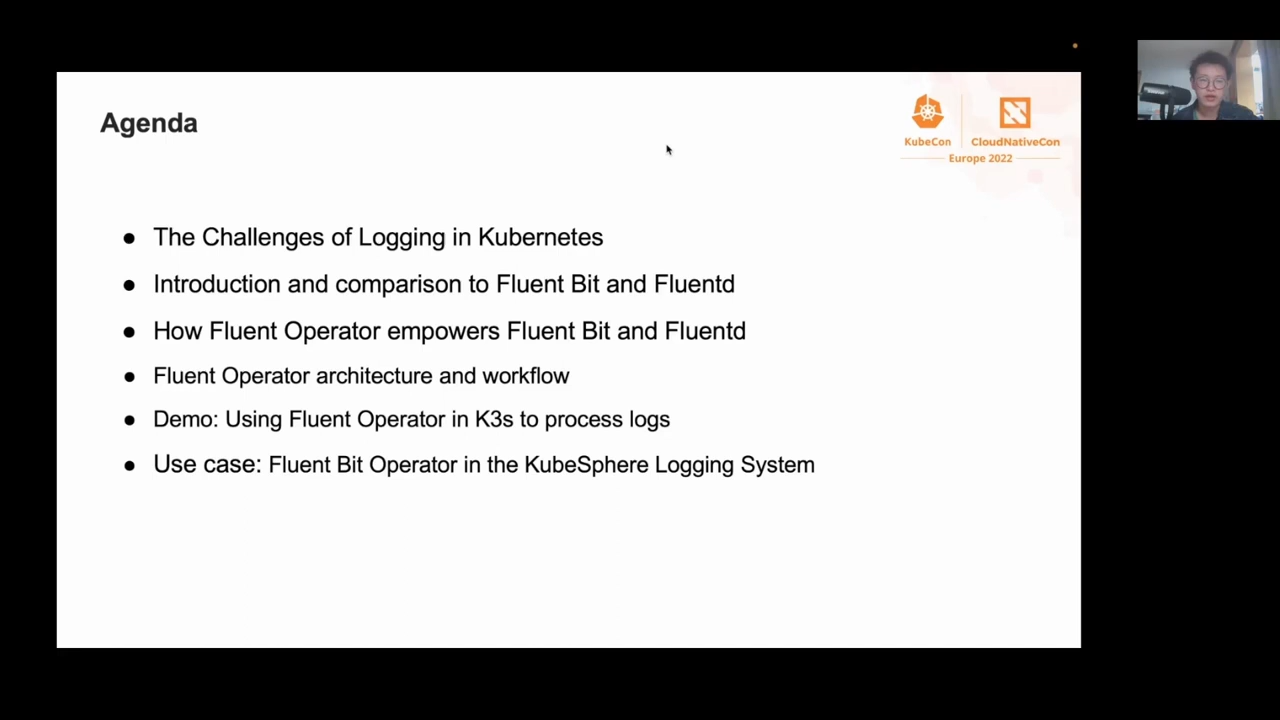 Agenda
KubeCon
CloudNativeCon
Europe 2022
The Challenges of Logging in Kubernetes
Introduction and comparison to Fluent Bit and Fluentd
How Fluent Operator empowers Fluent Bit and Fluentd
Fluent Operator architecture and workflow
Demo: Using Fluent Operator in K3s to process logs
Use case: Fluent Bit Operator in the KubeSphere Logging System